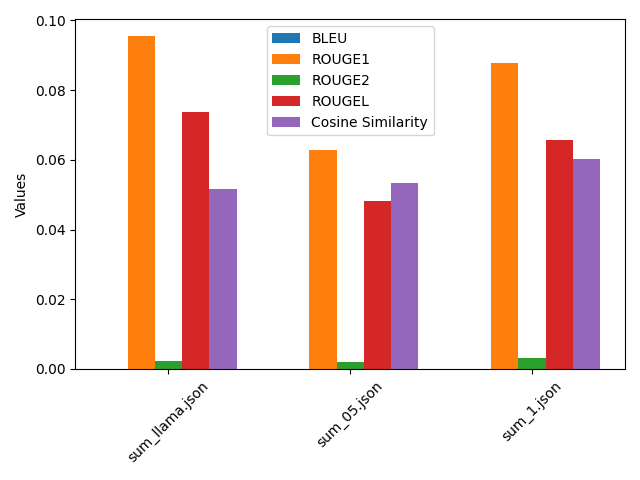 0.10
0.08
0.06
0.04
0.02
0.00
Values
BLEU
ROUGE1
ROUGE2
ROUGEL
Cosine Similarity
sum_llama.json
sum_05.json
sum_1.json